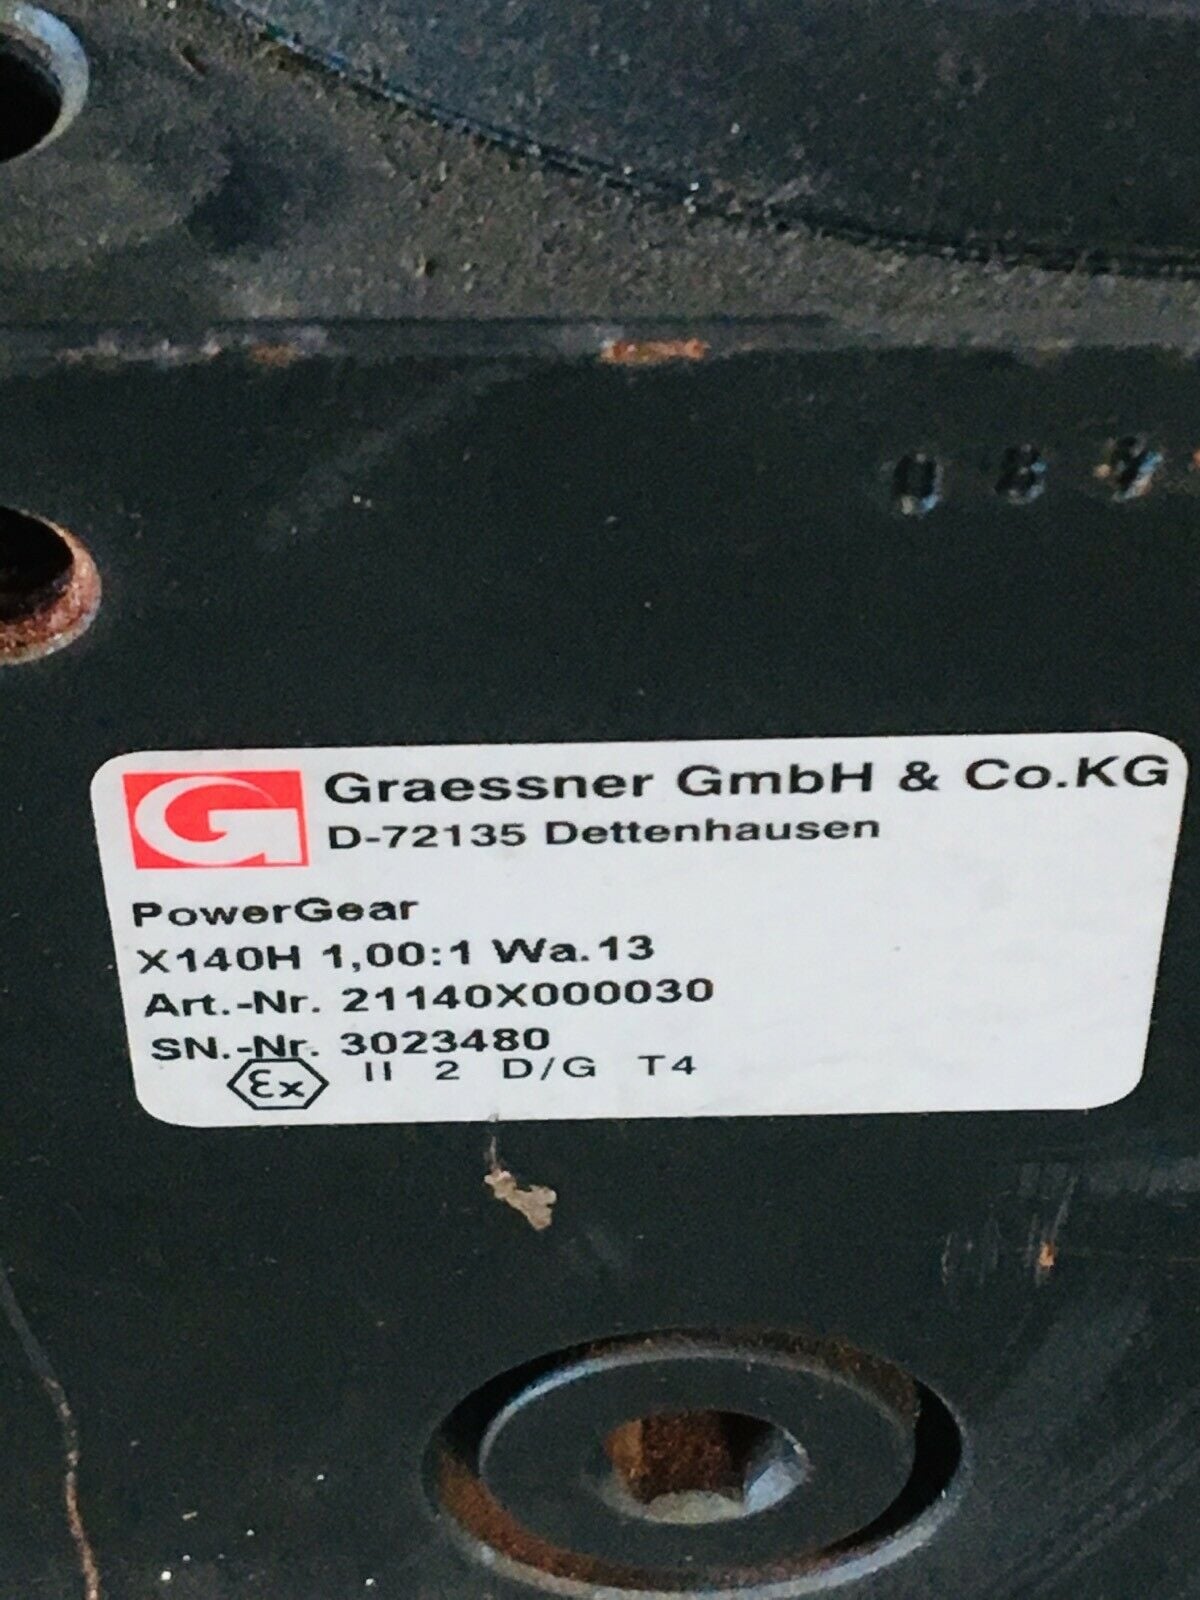 Graessner GmbH & Co.KG
D-72135 Dettenhausen
PowerGear
X140H 1,00:1 Wa.13
Art.-Nr. 21140X000030
SN.-Nr. 3023480
Ex II 2 D/G T4